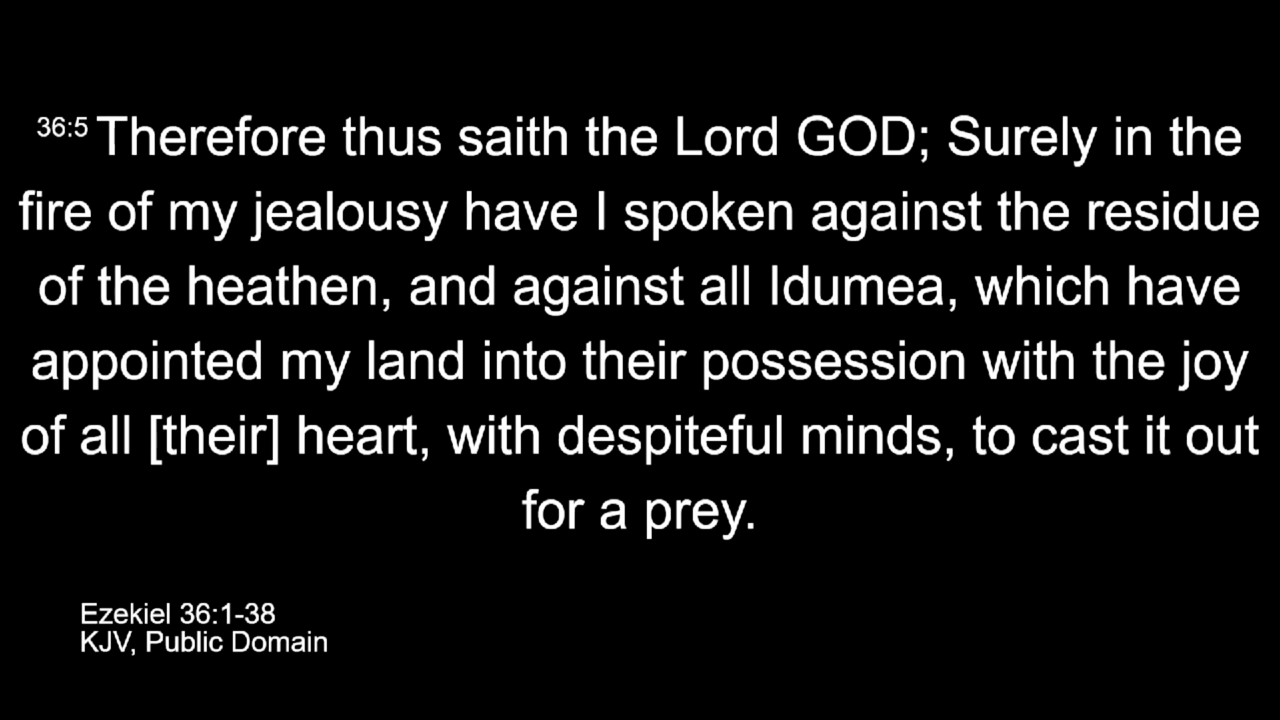 36:5 Therefore thus saith the Lord GOD; Surely in the
fire of my jealousy have I spoken against the residue
of the heathen, and against all Idumea, which have
appointed my land into their possession with the joy
of all [their] heart, with despiteful minds, to cast it out
for a prey.
Ezekiel 36:1-38
KJV, Public Domain